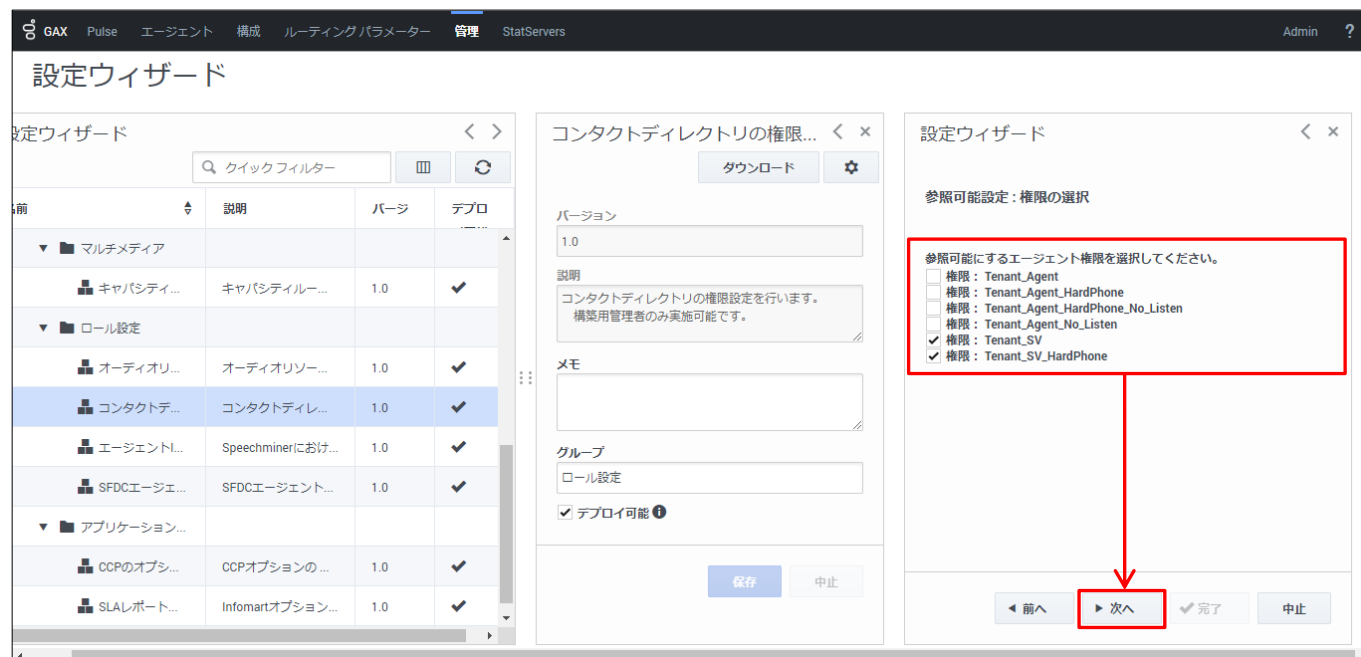 GAX Pulse エージェント 構成 ルーティング パラメーター 管理 StatServers Admin ?
設定ウィザード
設定ウィザード
クイック フィルター
名前 説明 バージ デプロ
マルチメディア
キャパシティ... キャパシティルー... 1.0
ロール設定
オーディオリ... オーディオリソー... 1.0
コンタクトデ... コンタクトディレ... 1.0
エージェントI... Speechminerにおけ... 1.0
SFDCエージェ... SFDCエージェント... 1.0
アプリケーション...
CCPのオプシ... CCPオプションの ... 1.0
SLAレポート... Infomartオプション... 1.0
コンタクトディレクトリの権限...
ダウンロード
バージョン
1.0
説明
コンタクトディレクトリの権限設定を行います。
構築用管理者のみ実施可能です。
メモ
グループ
ロール設定
デプロイ可能
保存 中止
設定ウィザード
参照可能設定 : 権限の選択
参照可能にするエージェント権限を選択してください。
権限： Tenant_Agent
権限： Tenant_Agent_HardPhone
権限： Tenant_Agent_HardPhone_No_Listen
権限： Tenant_Agent_No_Listen
権限： Tenant_SV
権限： Tenant_SV_HardPhone
前へ 次へ 完了 中止